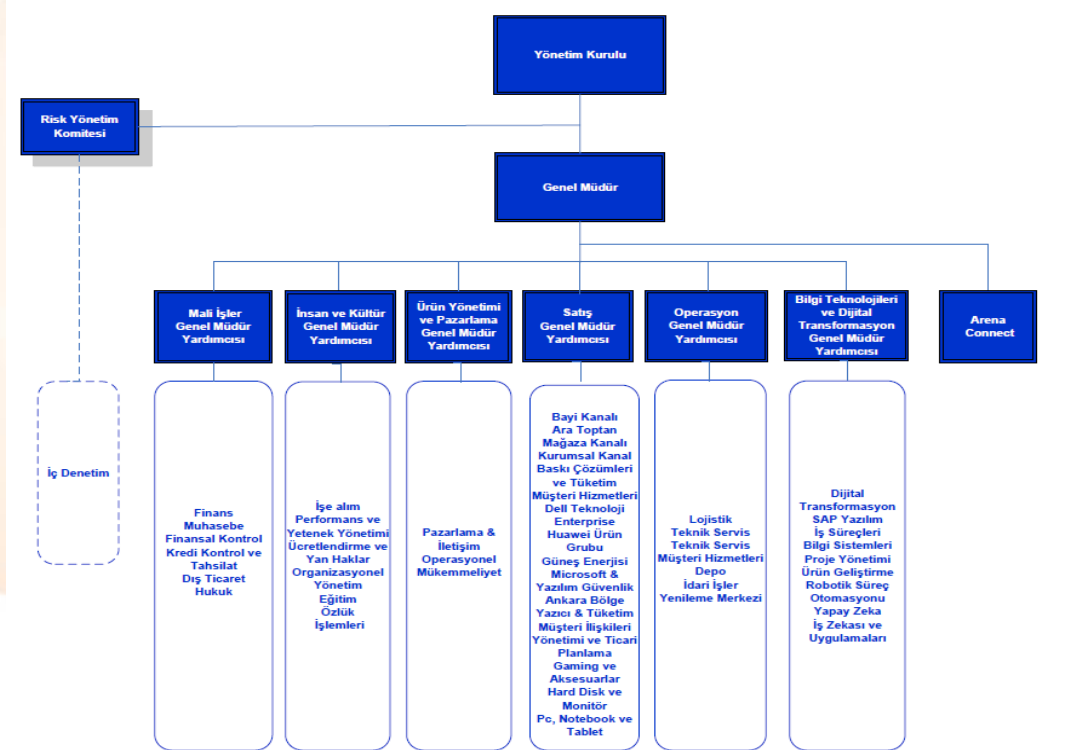 Yönetim Kurulu
Risk Yönetim
Komitesi
Genel Müdür
Mali İşler
Genel Müdür
Yardımcısı
İnsan ve Kültür
Genel Müdür
Yardımcısı
Ürün Yönetimi
ve Pazarlama
Genel Müdür
Yardımcısı
Satış
Genel Müdür
Yardımcısı
Operasyon
Genel Müdür
Yardımcısı
Bilgi Teknolojileri
ve Dijital
Transformasyon
Genel Müdür
Yardımcısı
Arena
Connect
İç Denetim
Finans
Muhasebe
Finansal Kontrol
Kredi Kontrol ve
Tahsilat
Dış Ticaret
Hukuk
İşe alım
Performans ve
Yetenek Yönetimi
Ücretlendirme ve
Yan Haklar
Organizasyonel
Yönetim
Eğitim
Özlük
İşlemleri
Pazarlama &
İletişim
Operasyonel
Mükemmeliyet
Bayi Kanalı
Ara Toptan
Mağaza Kanalı
Kurumsal Kanal
Baskı Çözümleri
ve Tüketim
Müşteri Hizmetleri
Dell Teknoloji
Enterprise
Huawei Ürün
Grubu
Güneş Enerjisi
Microsoft &
Yazılım Güvenlik
Ankara Bölge
Yazıcı & Tüketim
Müşteri İlişkileri
Yönetimi ve Ticari
Planlama
Gaming ve
Aksesuarlar
Hard Disk ve
Monitör
Pc, Notebook ve
Tablet
Lojistik
Teknik Servis
Teknik Servis
Müşteri Hizmetleri
Depo
İdari İşler
Yenileme Merkezi
Dijital
Transformasyon
SAP Yazılım
İş Süreçleri
Bilgi Sistemleri
Proje Yönetimi
Ürün Geliştirme
Robotik Süreç
Otomasyonu
Yapay Zeka
İş Zekası ve
Uygulamaları